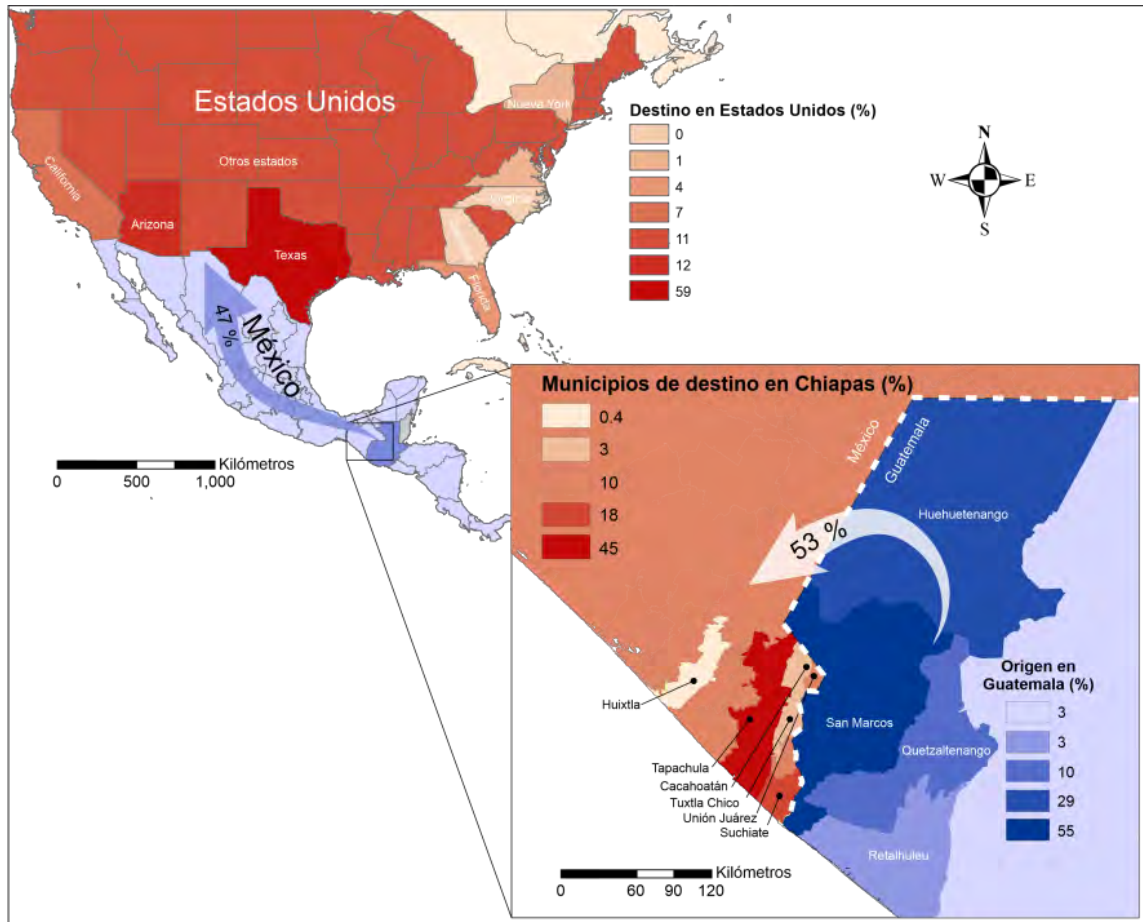 Estados Unidos
Nueva York
Otros estados
California
Arizona
Texas
Florida
México
47 %
Destino en Estados Unidos (%)
0
1
4
7
11
12
59
N
W
E
S
Kilómetros
0 500 1,000
Municipios de destino en Chiapas (%)
0.4
3
10
18
45
México
Guatemala
53 %
Huehuetenango
San Marcos
Quetzaltenango
Retalhuleu
Huixtla
Tapachula
Cacahoatán
Tuxtla Chico
Unión Juárez
Suchiate
Origen en
Guatemala (%)
3
3
10
29
55
Kilómetros
0 60 90 120